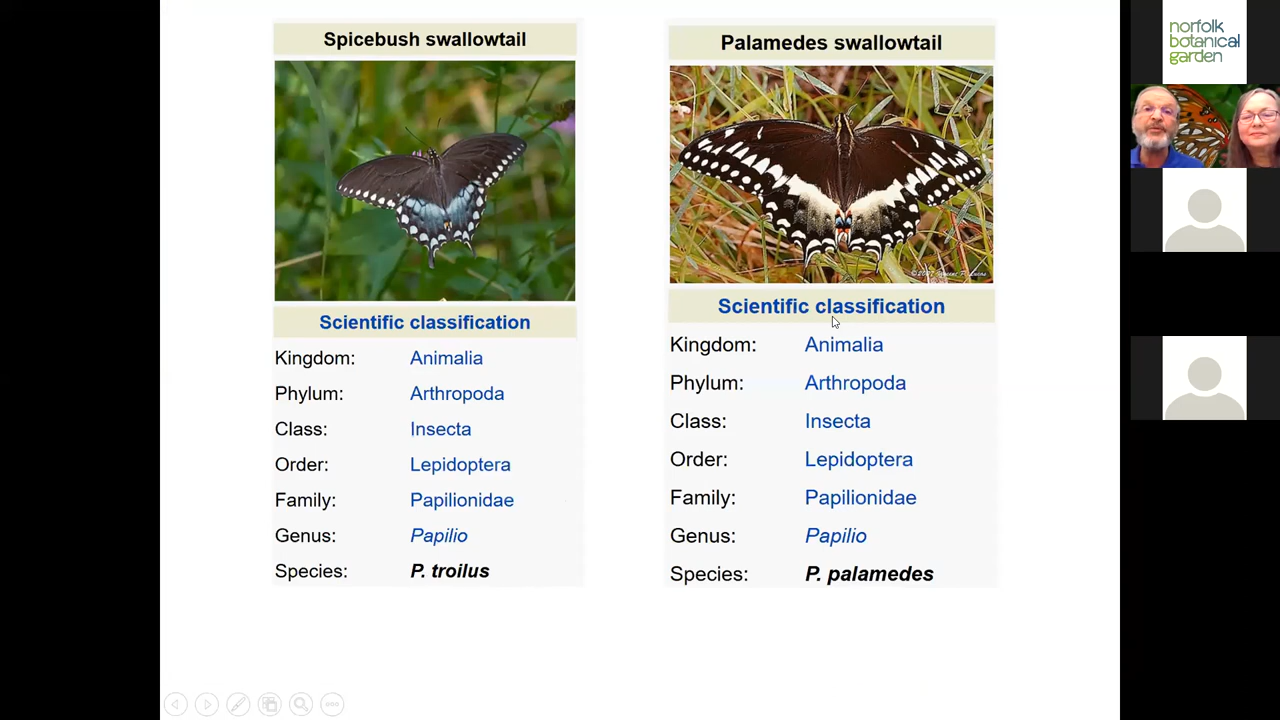 Spicebush swallowtail
Scientific classification
Kingdom: Animalia
Phylum: Arthropoda
Class: Insecta
Order: Lepidoptera
Family: Papilionidae
Genus: Papilio
Species: P. troilus
Palamedes swallowtail
Scientific classification
Kingdom: Animalia
Phylum: Arthropoda
Class: Insecta
Order: Lepidoptera
Family: Papilionidae
Genus: Papilio
Species: P. palamedes
norfolk
botanical
garden